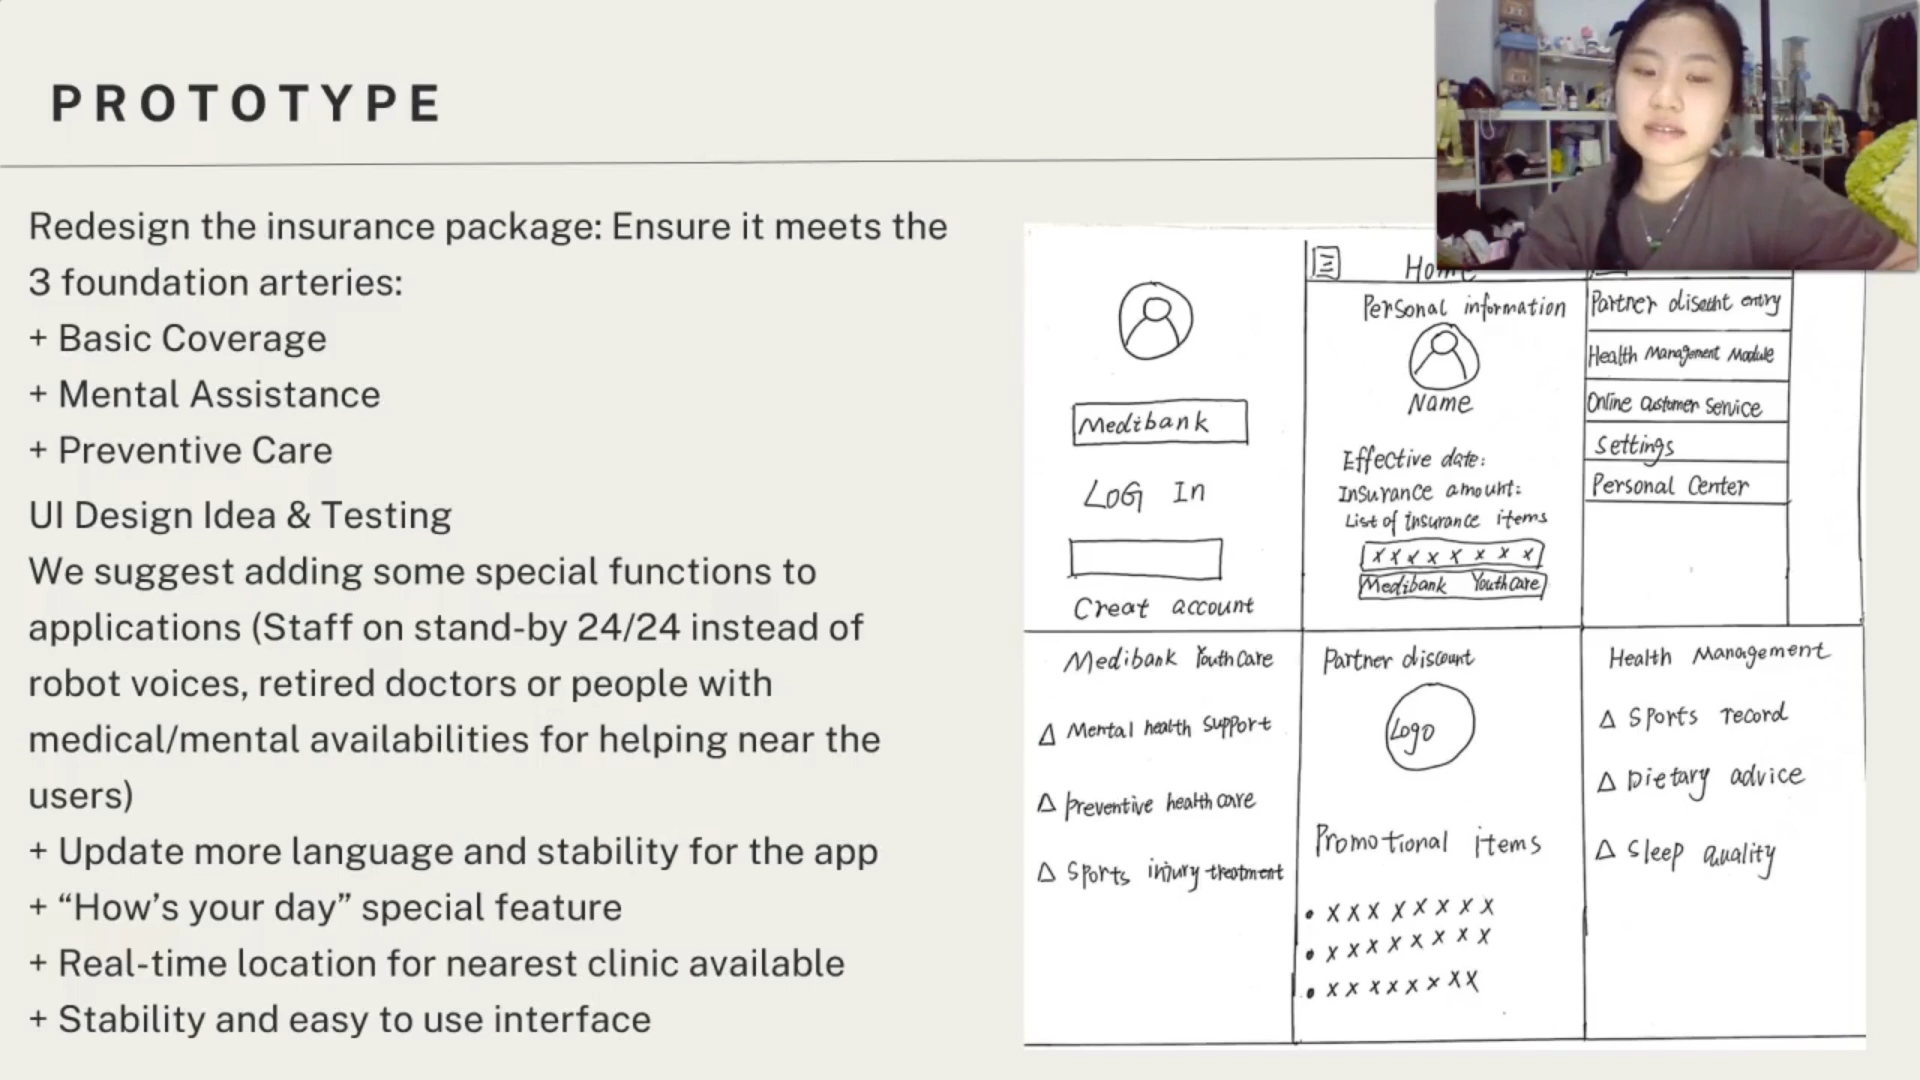 PROTOTYPE
Redesign the insurance package: Ensure it meets the
3 foundation arteries:
+ Basic Coverage
+ Mental Assistance
+ Preventive Care
UI Design Idea & Testing
We suggest adding some special functions to
applications (Staff on stand-by 24/24 instead of
robot voices, retired doctors or people with
medical/mental availabilities for helping near the
users)
+ Update more language and stability for the app
+ “How’s your day” special feature
+ Real-time location for nearest clinic available
+ Stability and easy to use interface
Medibank
LOG In
Creat account
Home
Personal information
Name
Effective date:
Insurance amount:
List of insurance items
x x x x x x x x
Medibank Youthcare
Partner entry
Health Management Module
Online Customer Service
Settings
Personal Center
Medibank YouthCare
△ Mental health support
△ preventive health care
△ Sports injury treatment
Partner discount
Logo
Promotional items
• x x x x x x x x
• x x x x x x x x
• x x x x x x x x
Health Management
△ Sports record
△ Dietary advice
△ Sleep quality